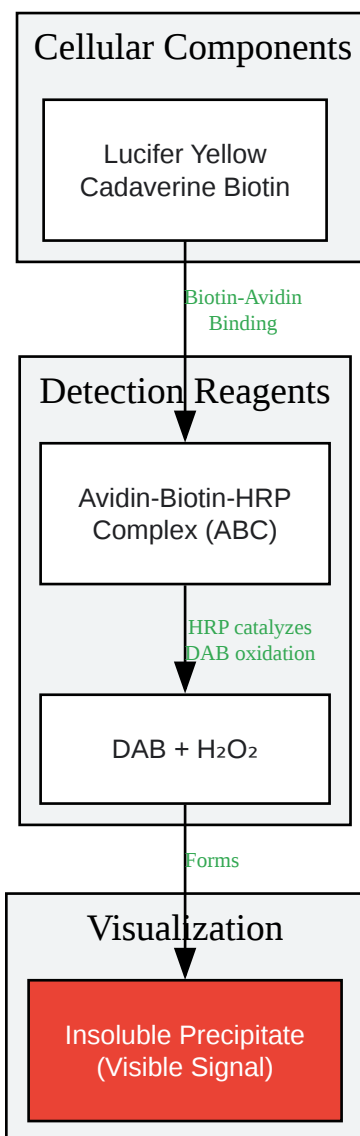 Cellular Components
Lucifer Yellow
Cadaverine Biotin
Biotin-Avidin
Binding
Detection Reagents
Avidin-Biotin-HRP
Complex (ABC)
HRP catalyzes
DAB oxidation
DAB + H₂O₂
Forms
Visualization
Insoluble Precipitate
(Visible Signal)